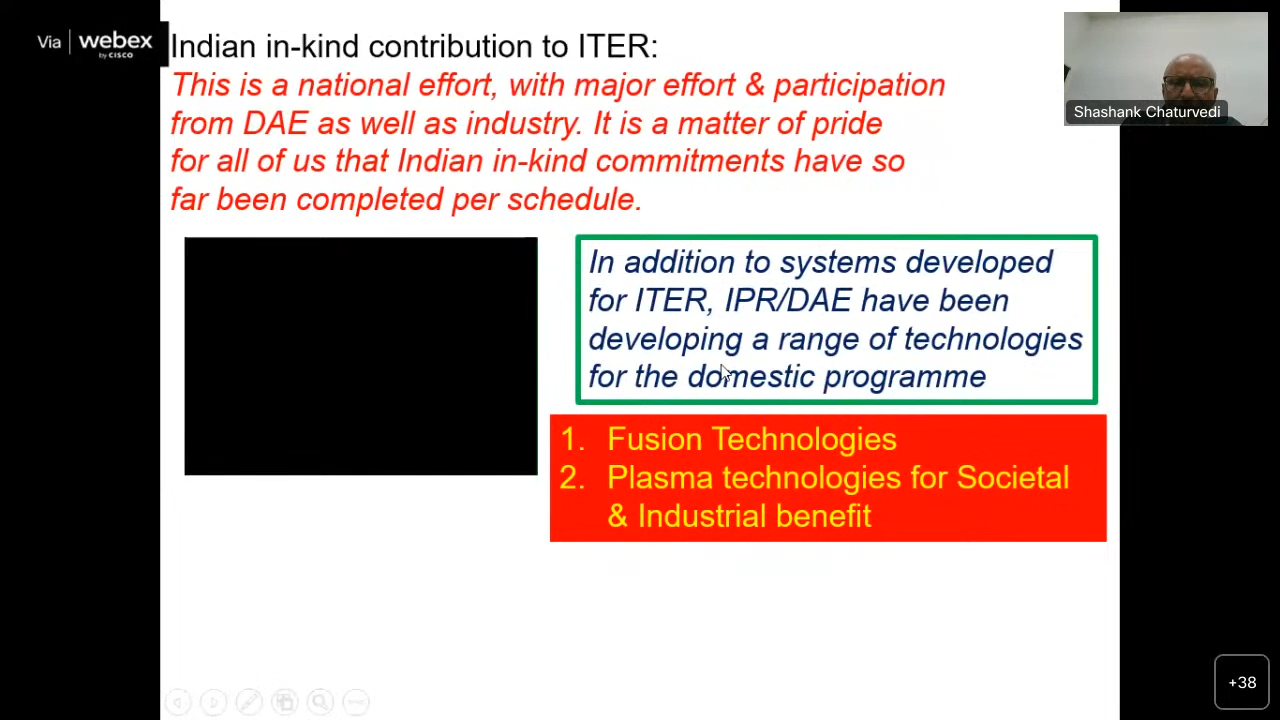 Via webex
by CISCO
Indian in-kind contribution to ITER:
This is a national effort, with major effort & participation
from DAE as well as industry. It is a matter of pride
for all of us that Indian in-kind commitments have so
far been completed per schedule.
Shashank Chaturvedi
In addition to systems developed
for ITER, IPR/DAE have been
developing a range of technologies
for the domestic programme
1. Fusion Technologies
2. Plasma technologies for Societal
& Industrial benefit
+38